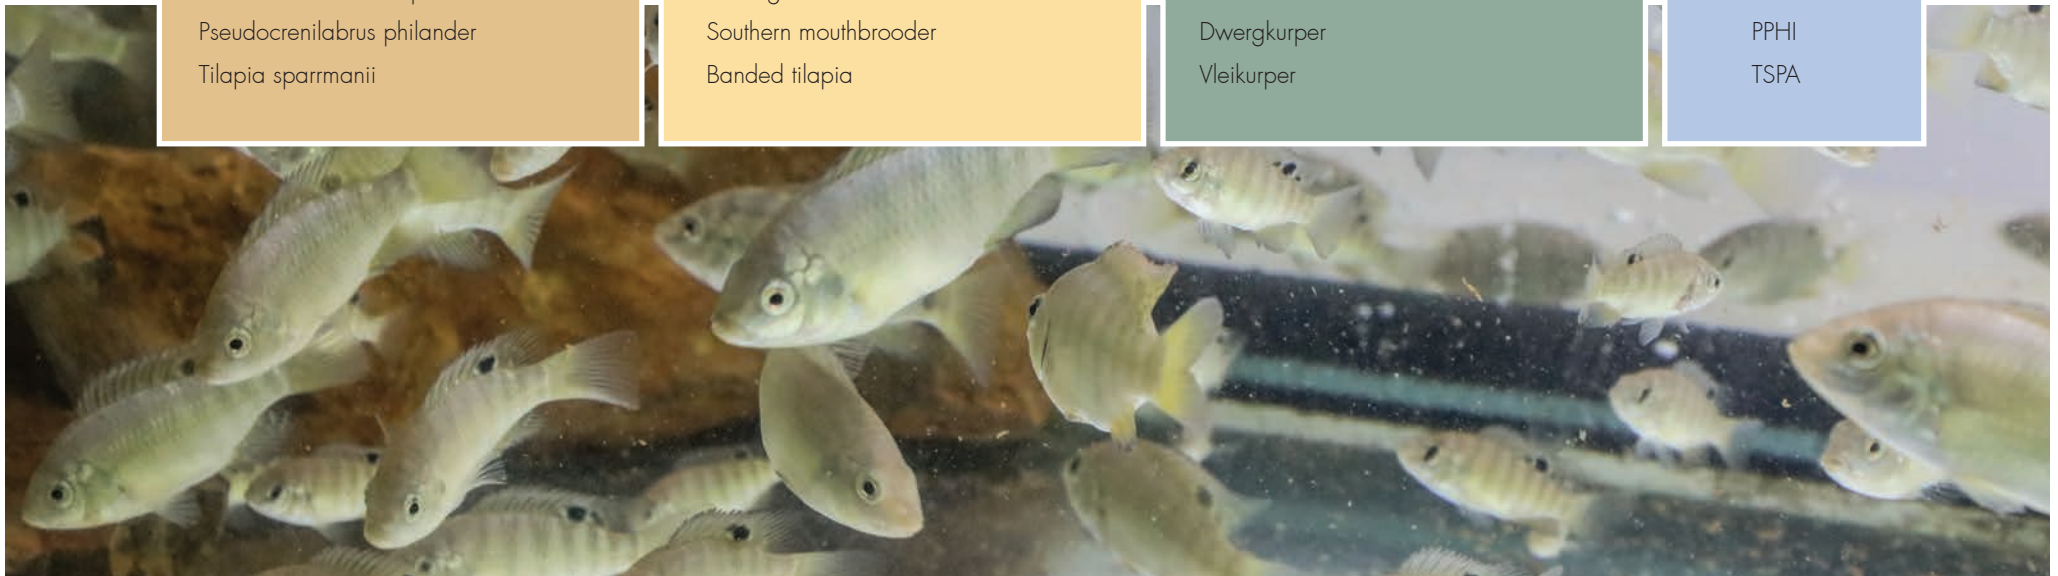 Pseudocrenilabrus philander Southern mouthbrooder Dwergkurper PPHI
Tilapia sparrmanii Banded tilapia Vleikurper TSPA